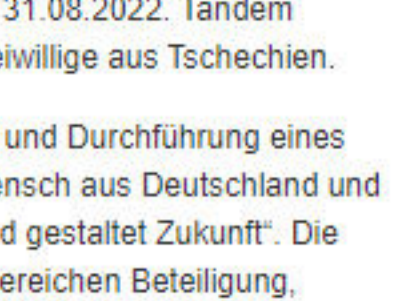 31.08.2022. Tandem
eiwillige aus Tschechien.
und Durchführung eines
ensch aus Deutschland und
d gestaltet Zukunft“. Die
ereichen Beteiligung,